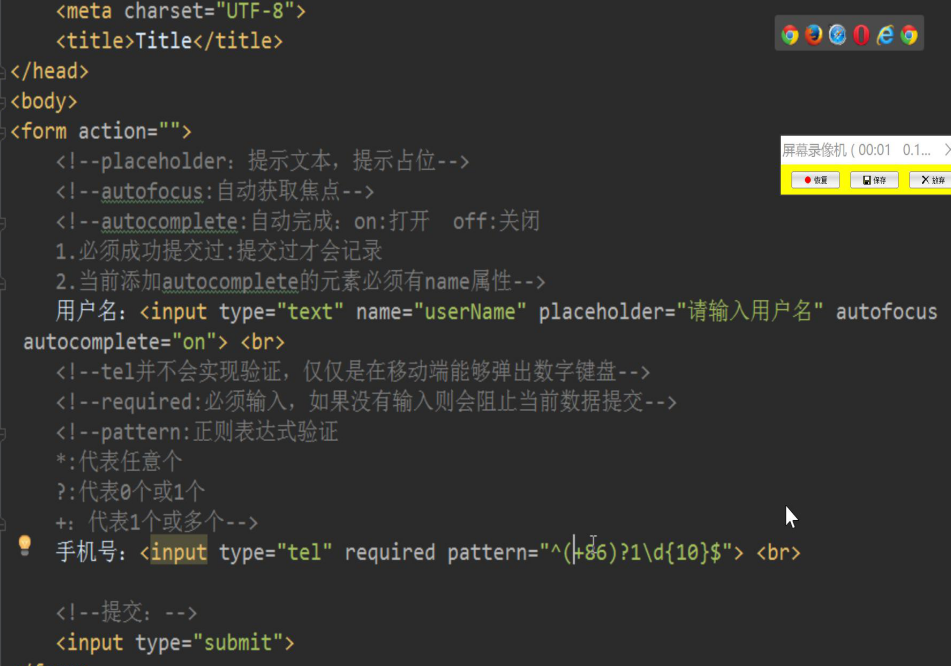 <meta charset="UTF-8">
<title>Title</title>
</head>
<body>
<form action="">
<!--placeholder：提示文本，提示占位-->
<!--autofocus:自动获取焦点-->
<!--autocomplete:自动完成：on:打开  off:关闭
1.必须成功提交过:提交过才会记录
2.当前添加autocomplete的元素必须有name属性-->
用户名：<input type="text" name="userName" placeholder="请输入用户名" autofocus
autocomplete="on"> <br>
<!--tel并不会实现验证，仅仅是在移动端能够弹出数字键盘-->
<!--required:必须输入，如果没有输入则会阻止当前数据提交-->
<!--pattern:正则表达式验证
*:代表任意个
?:代表0个或1个
+：代表1个或多个-->
手机号：<input type="tel" required pattern="^(+86)?1\d{10}$"> <br>
<!--提交：-->
<input type="submit">
屏幕录像机 ( 00:01  0.1...
恢复 保存 放弃